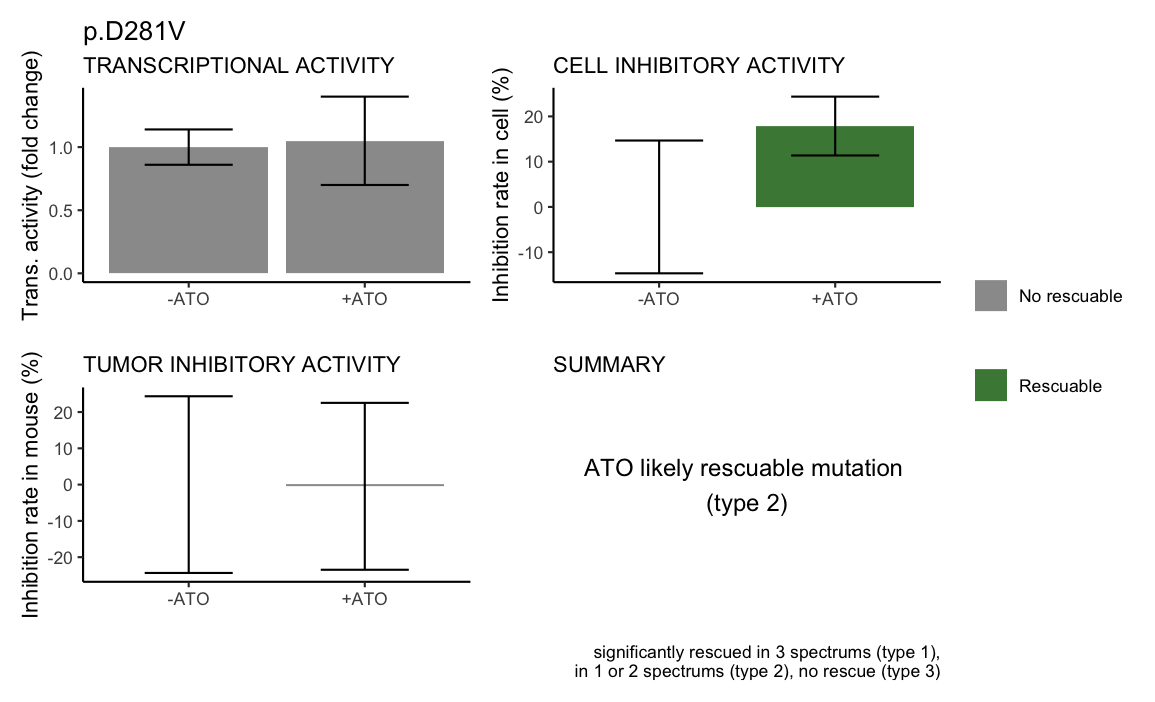 p.D281V
TRANSCRIPTIONAL ACTIVITY
Trans. activity (fold change)
1.0
0.5
0.0
-ATO
+ATO
CELL INHIBITORY ACTIVITY
Inhibition rate in cell (%)
20
10
0
-10
-ATO
+ATO
No rescuable
Rescuable
TUMOR INHIBITORY ACTIVITY
Inhibition rate in mouse (%)
20
10
0
-10
-20
-ATO
+ATO
SUMMARY
ATO likely rescuable mutation
(type 2)
significantly rescued in 3 spectrums (type 1),
in 1 or 2 spectrums (type 2), no rescue (type 3)